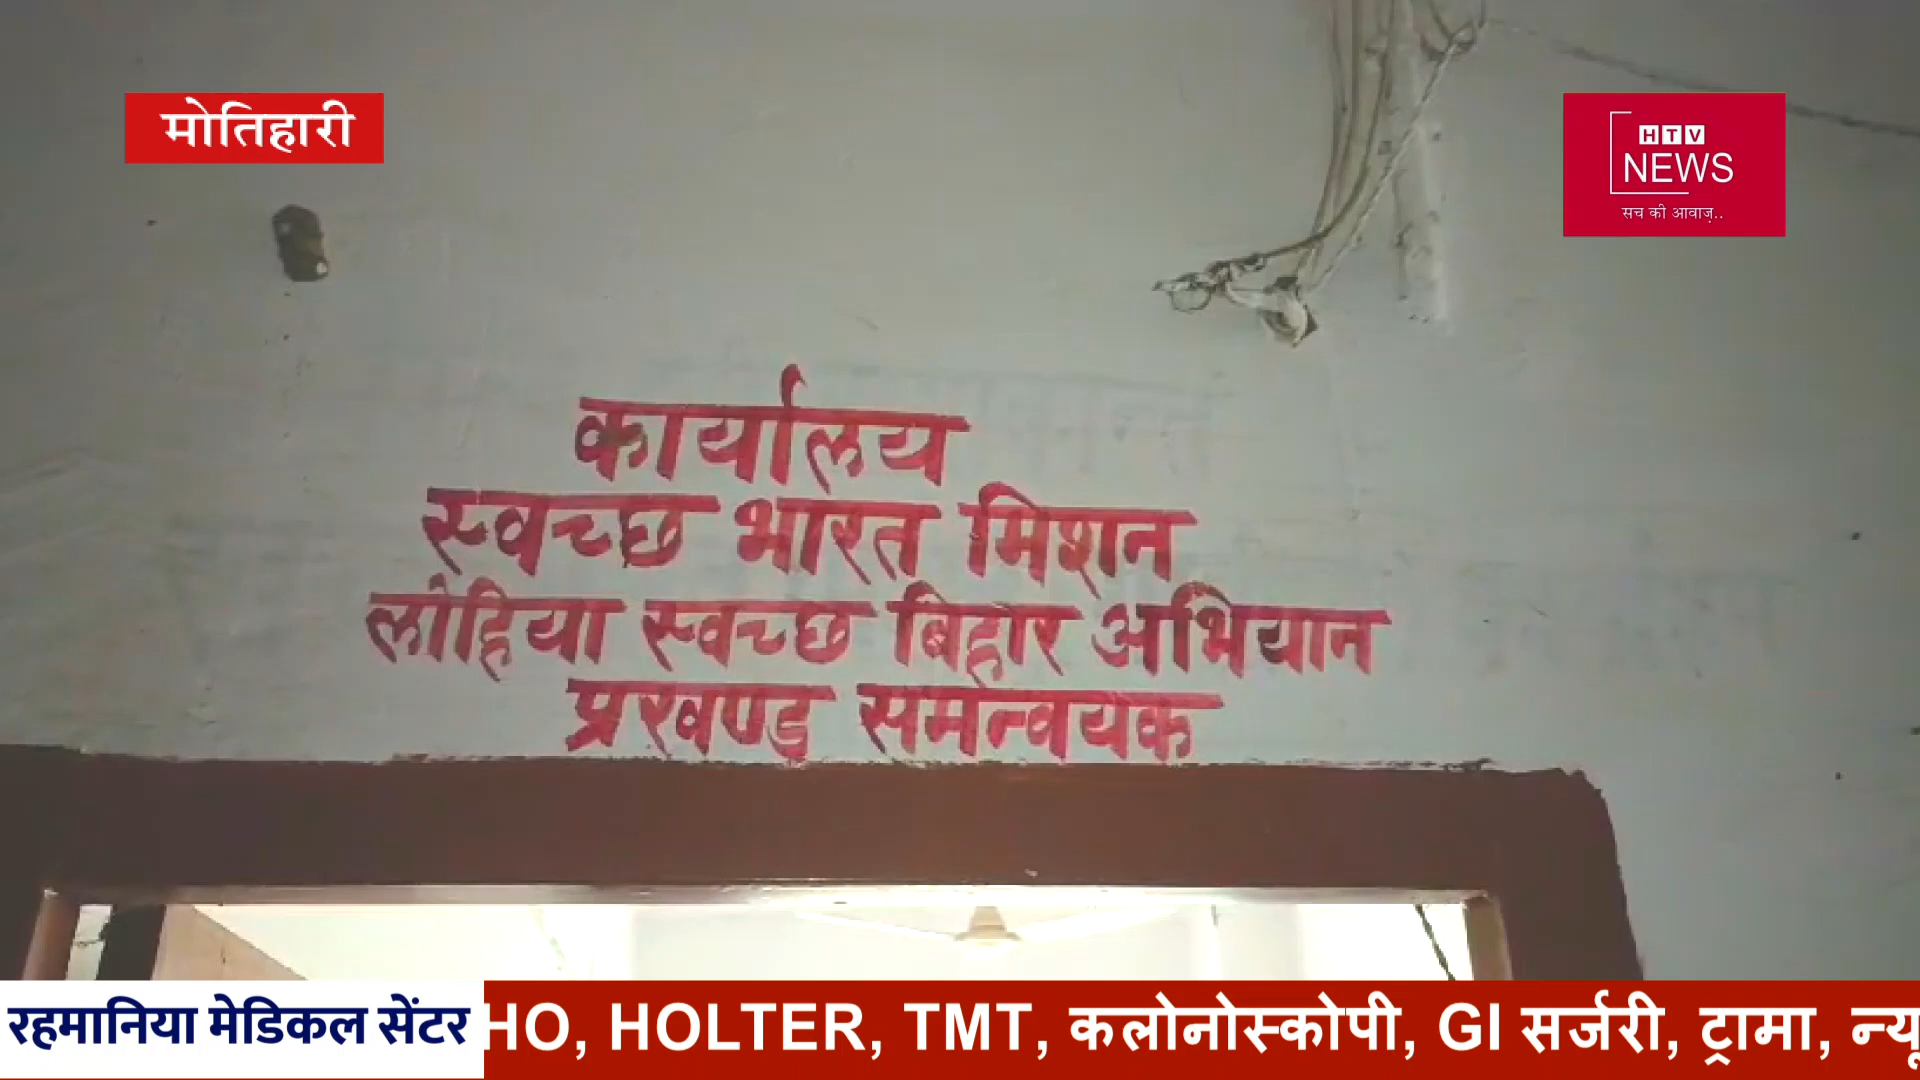 मोतिहारी
HTV
NEWS
सच की आवाज़..
कार्यालय
स्वच्छ भारत मिशन
लोहिया स्वच्छ बिहार अभियान
प्रखण्ड समन्वयक
रहमानिया मेडिकल सेंटर
HO, HOLTER, TMT, कलोनोस्कोपी, GI सर्जरी, ट्रामा, न्यू